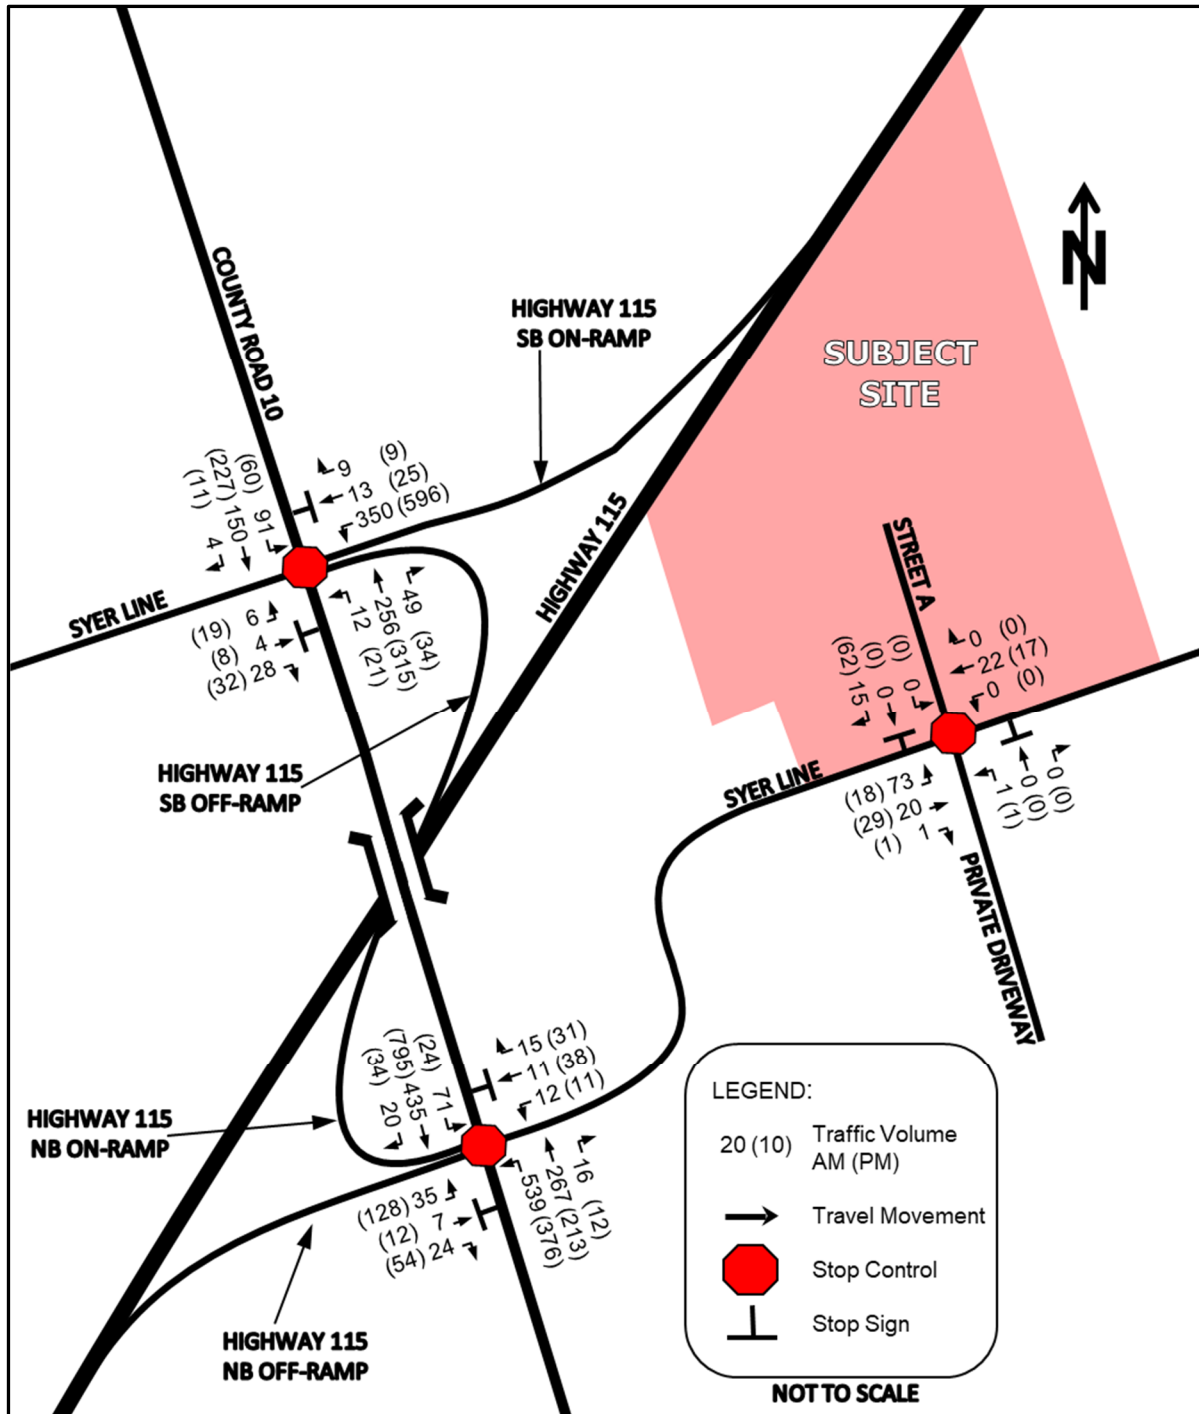 COUNTY ROAD 10
HIGHWAY 115
SB ON-RAMP
SUBJECT
SITE
N
HIGHWAY 115
STREET A
(60) 91
(227) 150
(11) 4
9 (9)
13 (25)
350 (596)
SYER LINE
(19) 6
(8) 4
(32) 28
12 (21)
256 (315)
49 (34)
HIGHWAY 115
SB OFF-RAMP
(0) 0
(0) 0
(62) 15
0 (0)
22 (17)
0 (0)
SYER LINE
(18) 73
(29) 20
(1) 1
1 (1)
0 (0)
0 (0)
PRIVATE DRIVEWAY
(24) 71
(795) 435
(34) 20
15 (31)
11 (38)
12 (11)
HIGHWAY 115
NB ON-RAMP
(128) 35
(12) 7
(54) 24
539 (376)
267 (213)
16 (12)
HIGHWAY 115
NB OFF-RAMP
LEGEND:
20 (10) Traffic Volume
AM (PM)
Travel Movement
Stop Control
Stop Sign
NOT TO SCALE